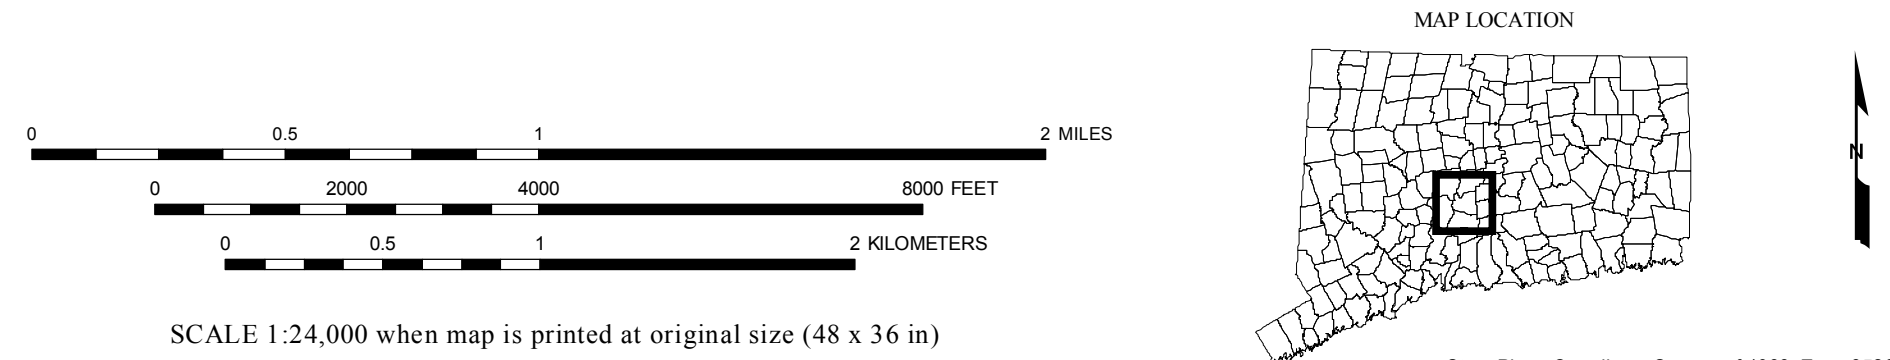 MAP LOCATION
0 0.5 1 2 MILES
0 2000 4000 8000 FEET
0 0.5 1 2 KILOMETERS
SCALE 1:24,000 when map is printed at original size (48 x 36 in)
N